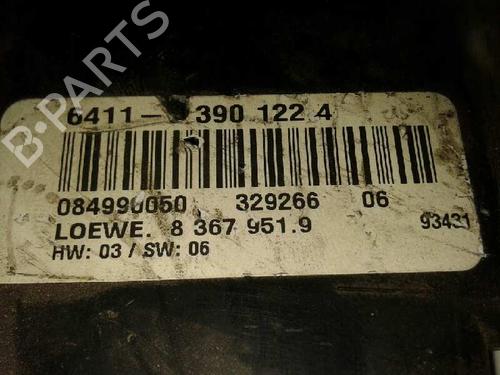 B-PARTS
6411- 390 122 4
084990050 329266 06
LOEWE. 8 367 951.9 93431
HW: 03 / SW: 06